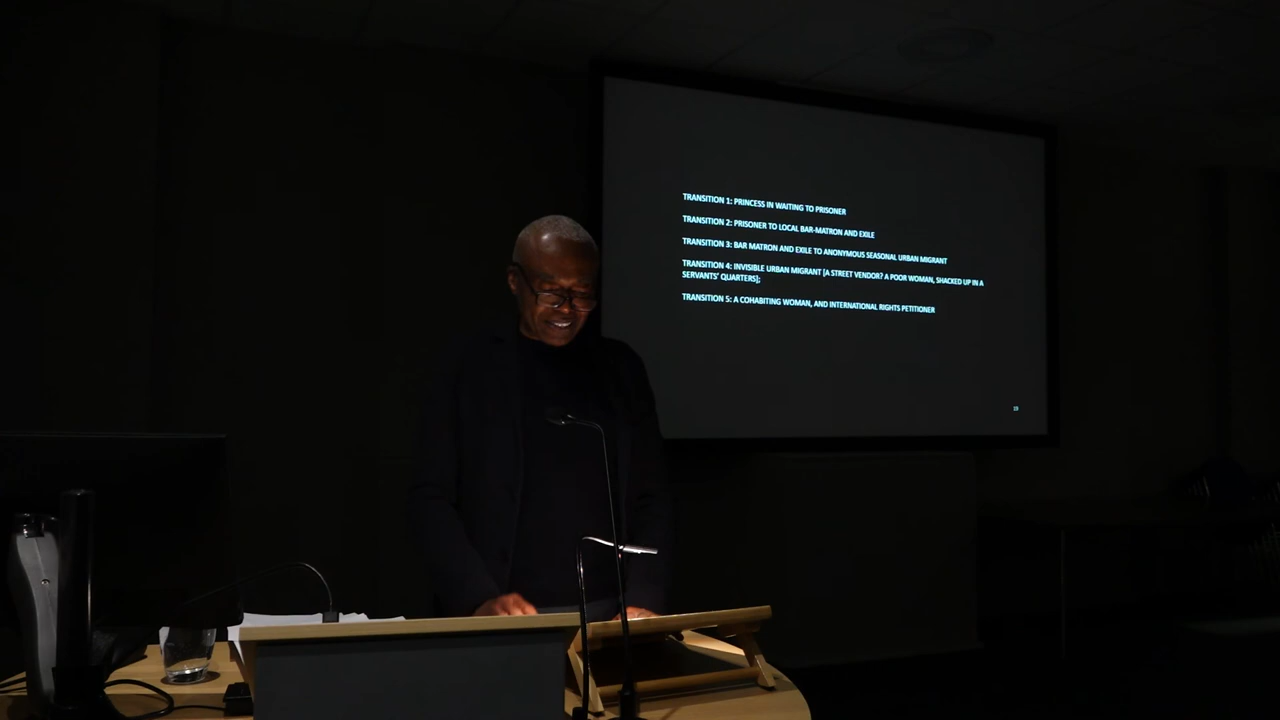 TRANSITION 1: PRINCESS IN WAITING TO PRISONER
TRANSITION 2: PRISONER TO LOCAL BAR-MATRON AND EXILE
TRANSITION 3: BAR MATRON AND EXILE TO ANONYMOUS SEASONAL URBAN MIGRANT
TRANSITION 4: INVISIBLE URBAN MIGRANT [A STREET VENDOR? A POOR WOMAN, SHACKED UP IN A
SERVANTS' QUARTERS];
TRANSITION 5: A COHABITING WOMAN, AND INTERNATIONAL RIGHTS PETITIONER
19